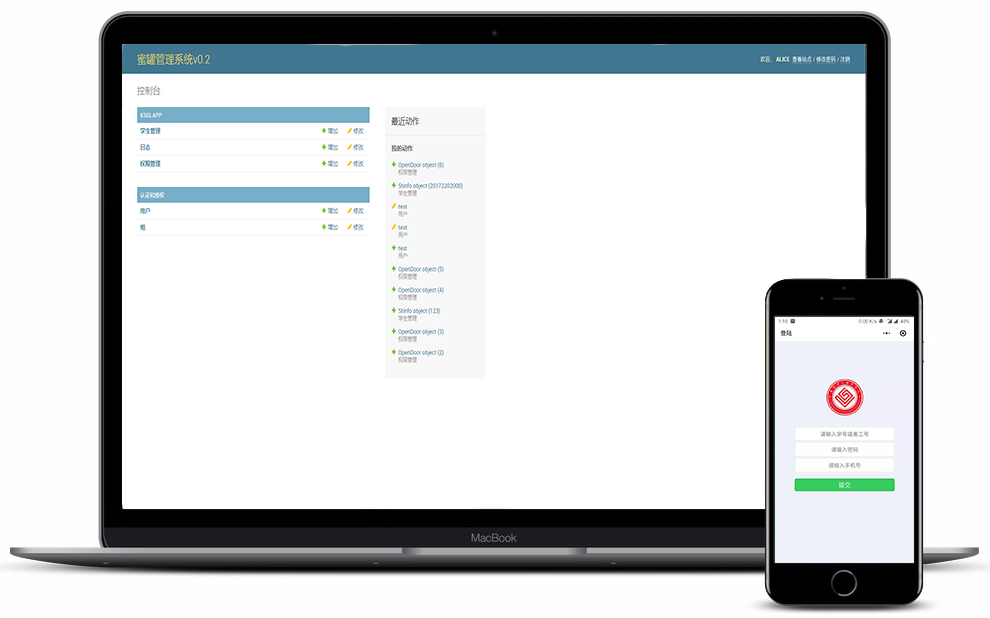 蜜罐管理系统v0.2
欢迎，ALICE. 查看站点 / 修改密码 / 注销
控制台
KSGLAPP
学生管理 增加 修改
日志 增加 修改
权限管理 增加 修改
认证和授权
用户 增加 修改
组 增加 修改
最近动作
我的动作
OpenDoor object (6)
权限管理
Stinfo object (20172202000)
学生管理
test
用户
test
用户
test
用户
OpenDoor object (5)
权限管理
OpenDoor object (4)
权限管理
Stinfo object (123)
学生管理
OpenDoor object (3)
权限管理
OpenDoor object (2)
权限管理
MacBook
1:10 0.00 K/s 48%
登陆
请输入学号或者工号
请输入密码
请输入手机号
提交